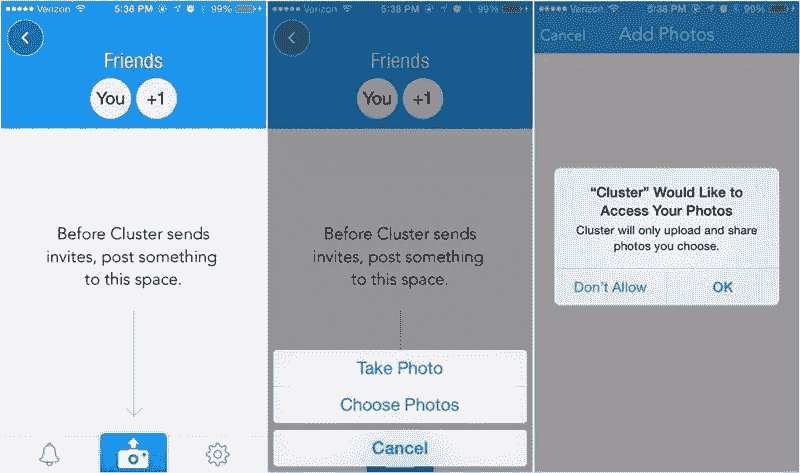 Verizon 5:38 PM 99%
Friends
You +1
Before Cluster sends
invites, post something
to this space.
Verizon 5:38 PM 99%
Friends
You +1
Before Cluster sends
invites, post something
to this space.
Take Photo
Choose Photos
Cancel
Verizon 5:38 PM 99%
Cancel Add Photos
“Cluster” Would Like to
Access Your Photos
Cluster will only upload and share
photos you choose.
Don't Allow OK